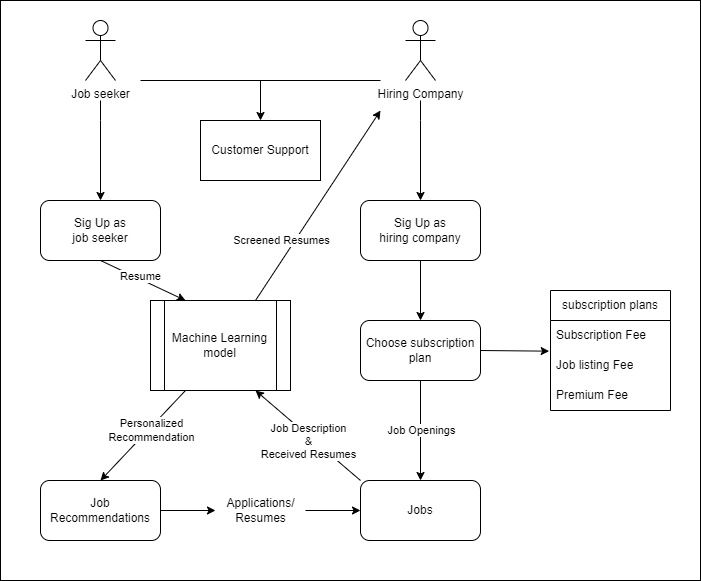 Job seeker
Hiring Company
Customer Support
Sig Up as
job seeker
Sig Up as
hiring company
Screened Resumes
Resume
Machine Learning
model
Choose subscription
plan
subscription plans
Subscription Fee
Job listing Fee
Premium Fee
Personalized
Recommendation
Job Description
&
Received Resumes
Job Openings
Job
Recommendations
Applications/
Resumes
Jobs